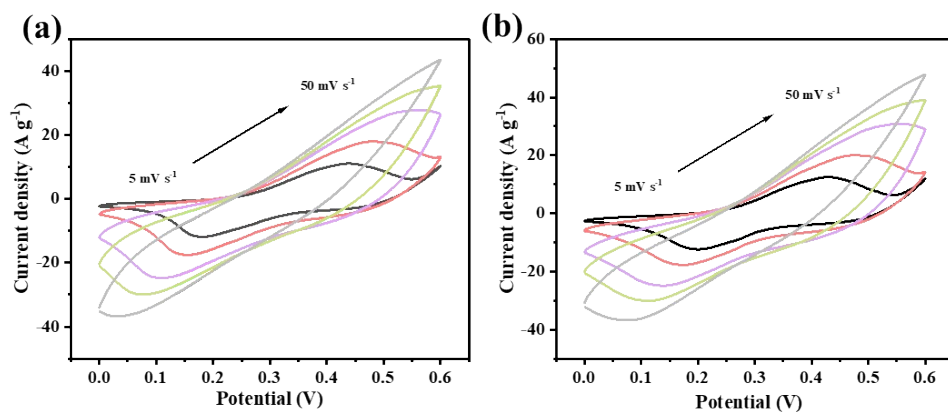 (a)
Current density (A g-1)
40
20
0
-20
-40
50 mV s-1
5 mV s-1
0.0 0.1 0.2 0.3 0.4 0.5 0.6
Potential (V)
(b)
Current density (A g-1)
60
40
20
0
-20
-40
50 mV s-1
5 mV s-1
0.0 0.1 0.2 0.3 0.4 0.5 0.6
Potential (V)